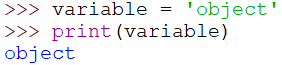 >>> variable = 'object'
>>> print(variable)
object